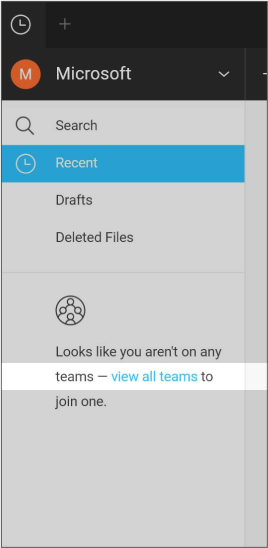 M Microsoft
Search
Recent
Drafts
Deleted Files
Looks like you aren't on any
teams — view all teams to
join one.